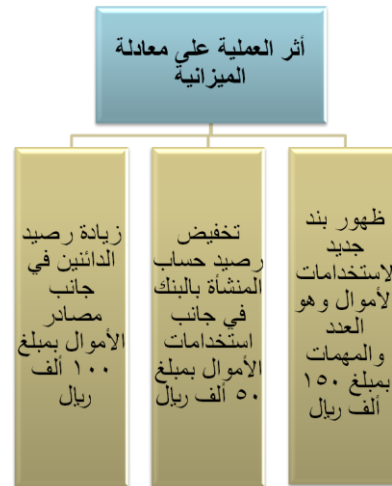 أثر العملية على معادلة
الميزانية
ظهور بند
جديد
لاستخدامات
الأموال وهو
العدد
والمهمات
بمبلغ ١٥٠
ألف ريال
تخفيض
رصيد حساب
المنشأة بالبنك
في جانب
استخدامات
الأموال بمبلغ
٥٠ ألف ريال
زيادة رصيد
الدائنين في
جانب
مصادر
الأموال بمبلغ
١٠٠ ألف
ريال